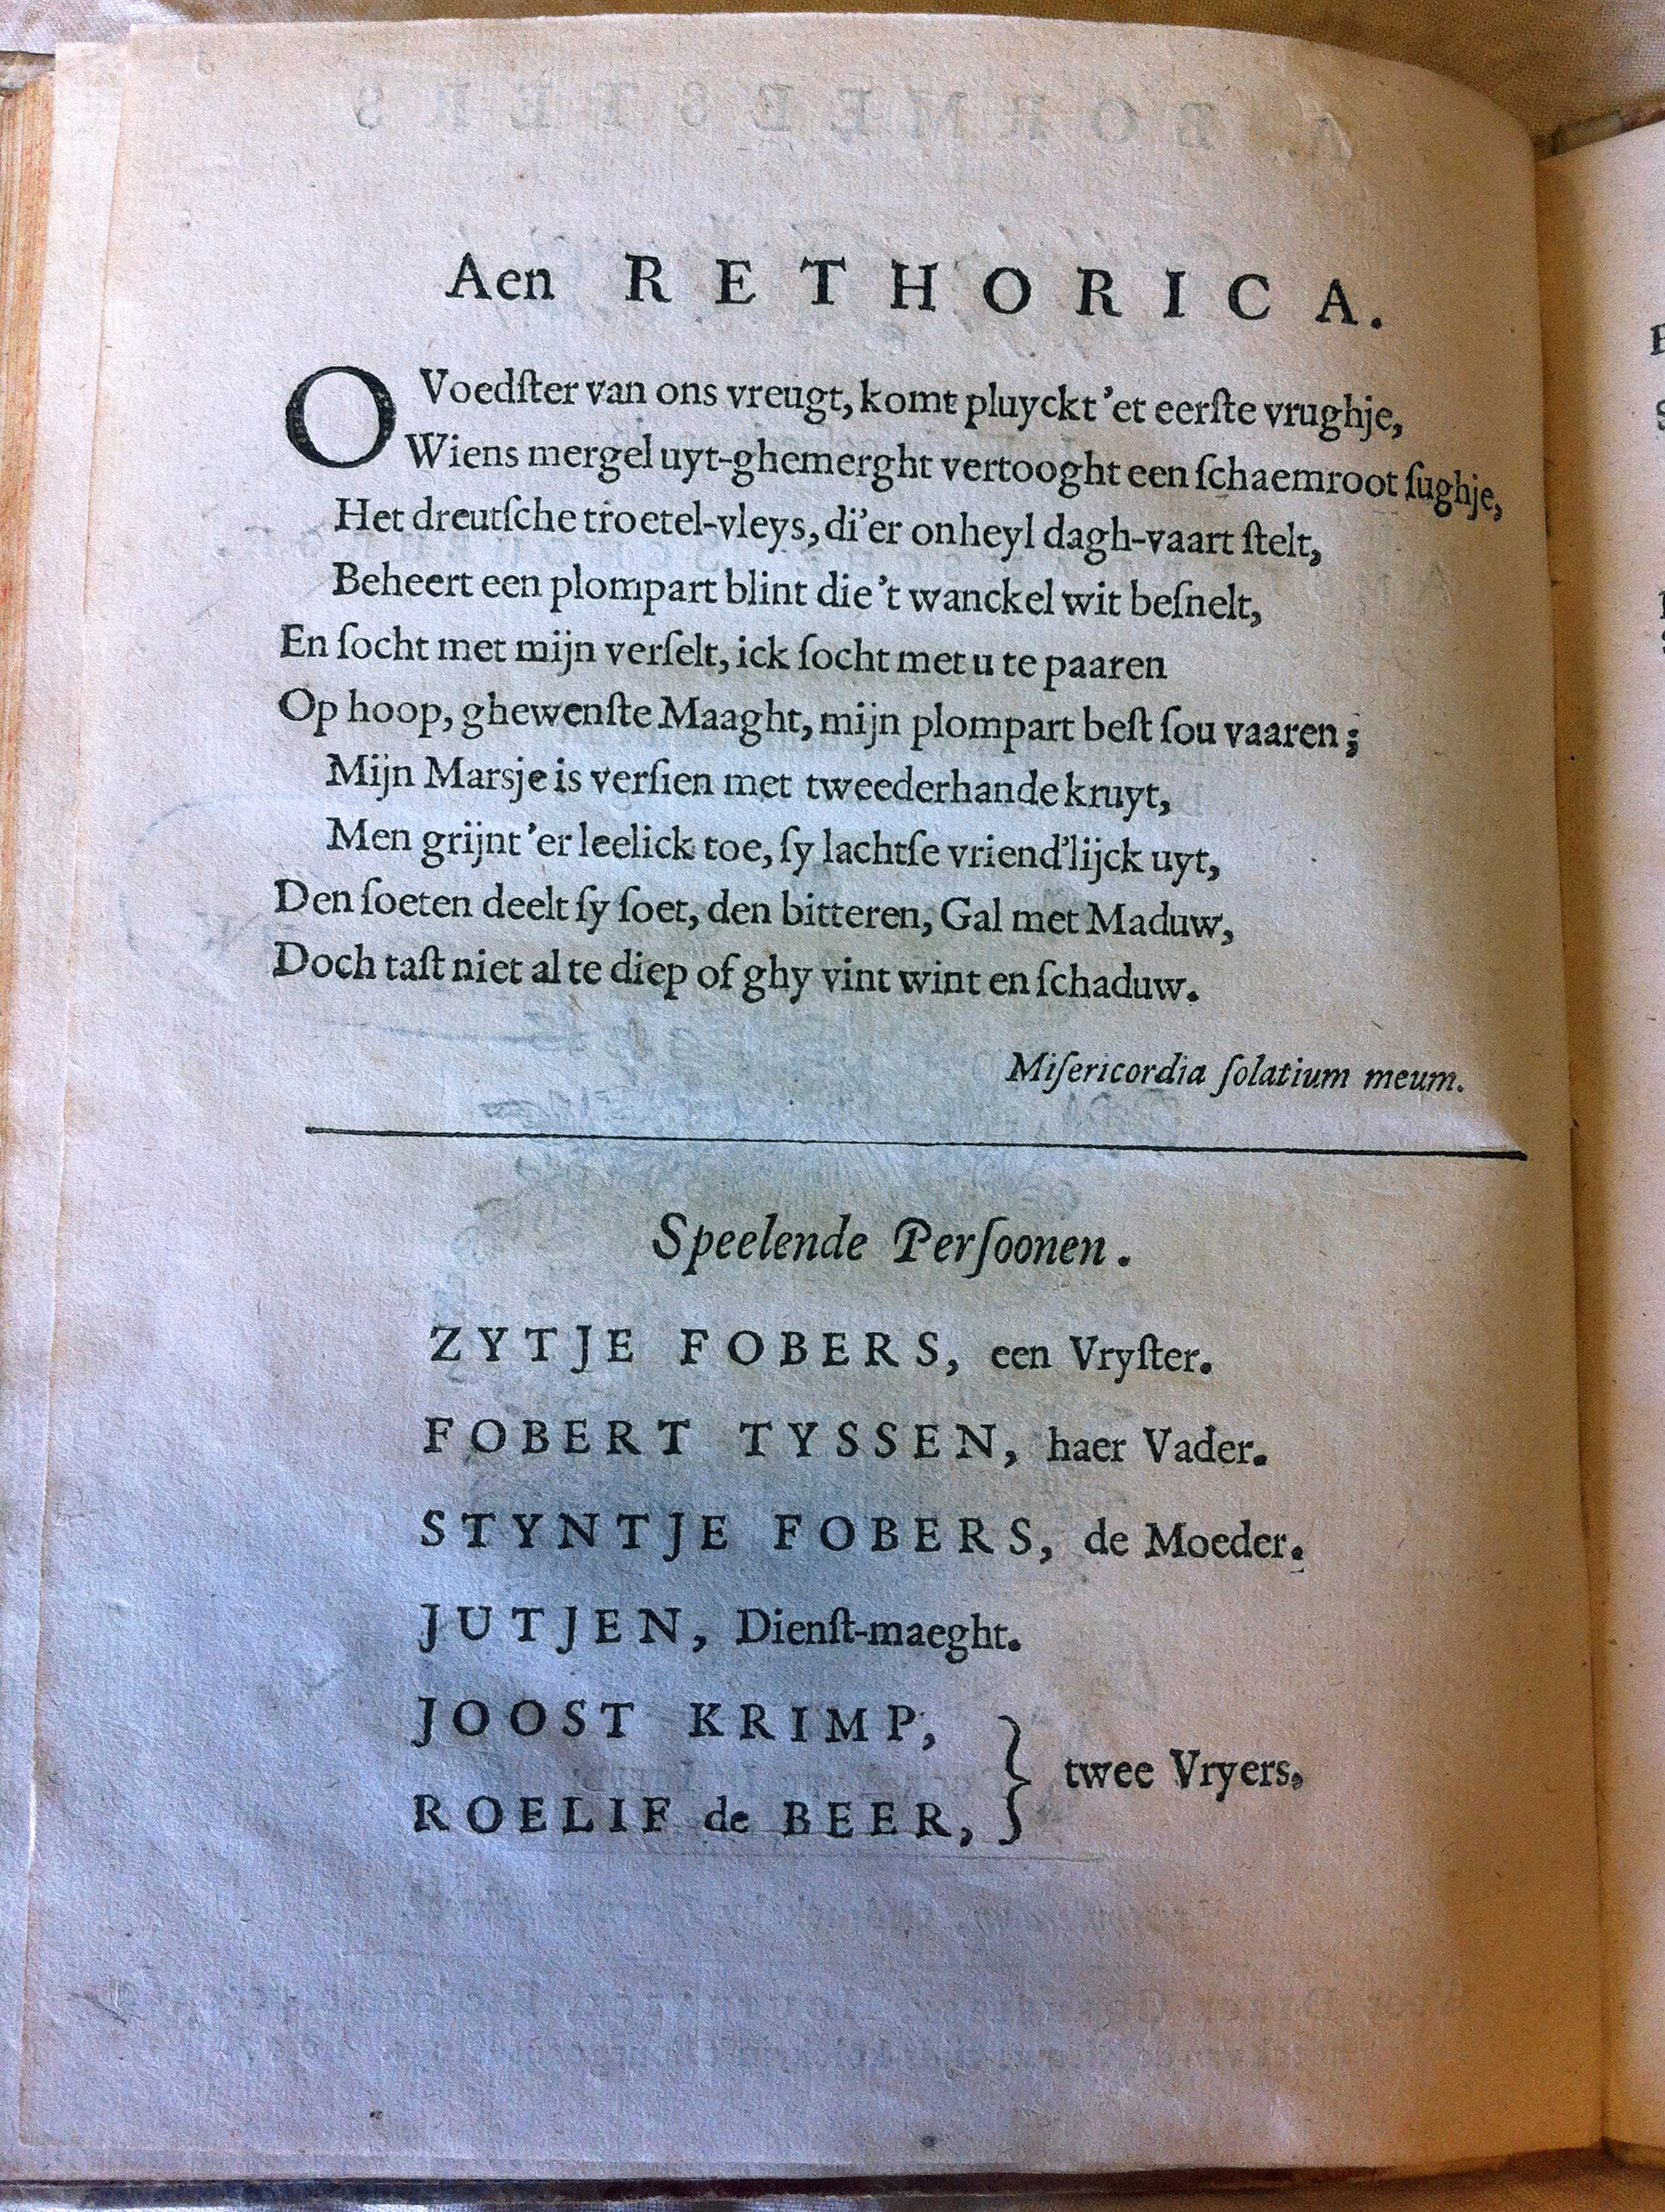 Aen RETHORICA.
O Voedſter van ons vreugt, komt pluyckt 'et eerſte vrughje,
Wiens mergel uyt-ghemerght vertooght een ſchaemroot ſughje,
Het dreutſche troetel-vleys, di'er onheyl dagh-vaart ſtelt,
Beheert een plompart blint die 't wanckel wit beſnelt,
En ſocht met mijn verſelt, ick ſocht met u te paaren
Op hoop, ghewenſte Maaght, mijn plompart beſt ſou vaaren;
Mijn Marsje is verſien met tweederhande kruyt,
Men grijnt 'er leelick toe, ſy lachtſe vriend'lijck uyt,
Den ſoeten deelt ſy ſoet, den bitteren, Gal met Maduw,
Doch taſt niet al te diep of ghy vint wint en ſchaduw.
Miſericordia ſolatium meum.
Speelende Perſoonen.
ZYTJE FOBERS, een Vryſter.
FOBERT TYSSEN, haer Vader.
STYNTJE FOBERS, de Moeder.
JUTJEN, Dienſt-maeght.
JOOST KRIMP,
} twee Vryers.
ROELIF de BEER,